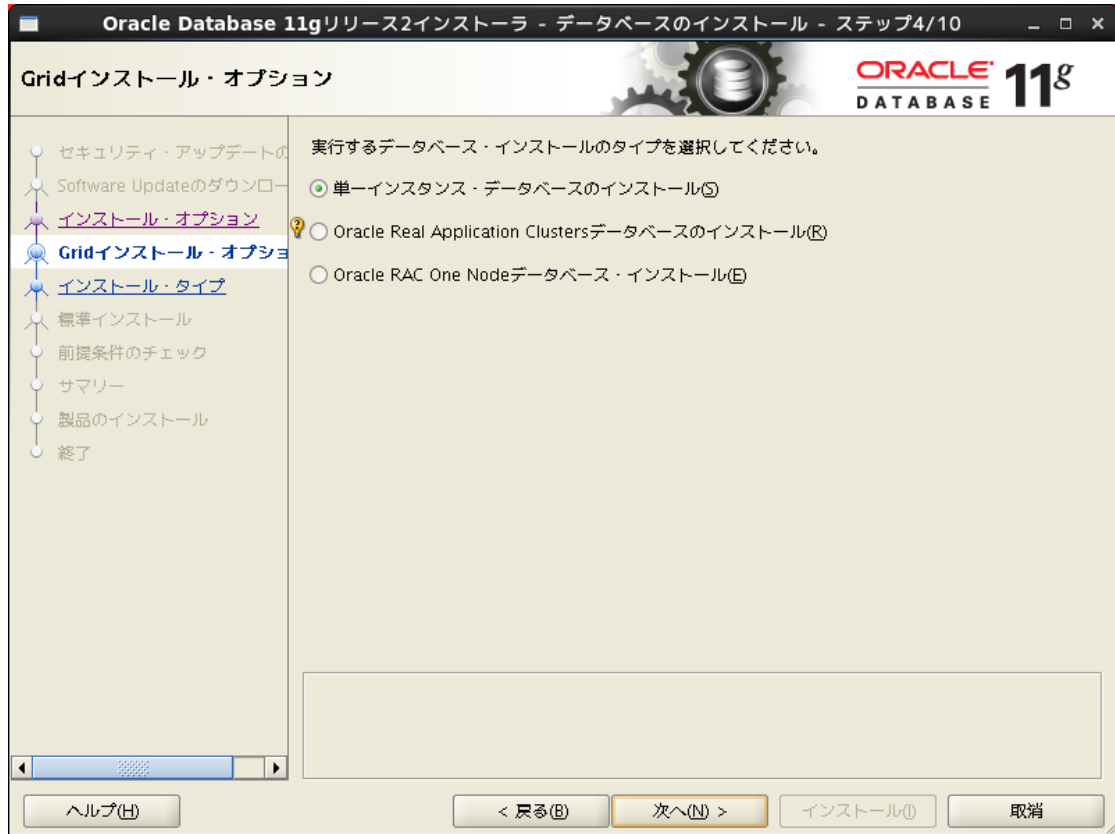 Oracle Database 11gリリース2インストーラ - データベースのインストール - ステップ4/10
Gridインストール・オプション
ORACLE
DATABASE
11g
セキュリティ・アップデートの
Software Updateのダウンロー
インストール・オプション
Gridインストール・オプショ
インストール・タイプ
標準インストール
前提条件のチェック
サマリー
製品のインストール
終了
実行するデータベース・インストールのタイプを選択してください。
単一インスタンス・データベースのインストール(S)
Oracle Real Application Clustersデータベースのインストール(R)
Oracle RAC One Nodeデータベース・インストール(E)
ヘルプ(H)
< 戻る(B)
次へ(N) >
インストール(I)
取消